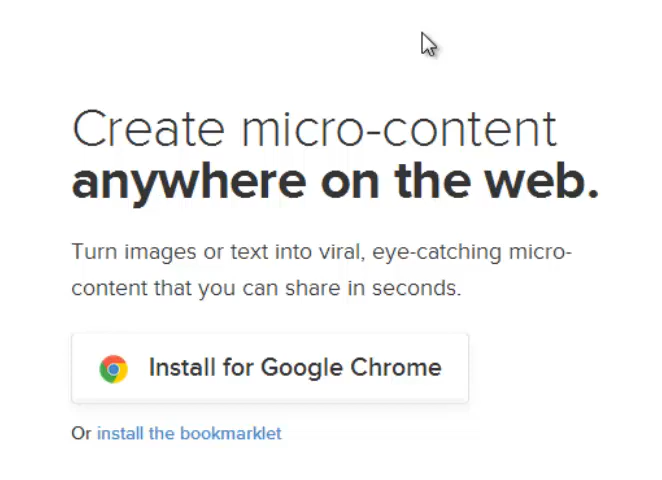 Create micro-content
anywhere on the web.
Turn images or text into viral, eye-catching micro-
content that you can share in seconds.
Install for Google Chrome
Or install the bookmarklet